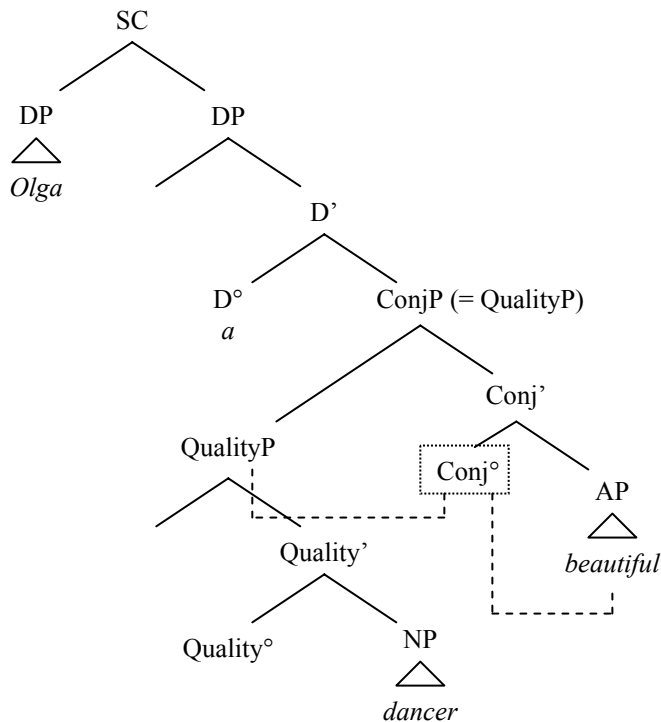 SC
DP DP
Olga
D’
D° ConjP (= QualityP)
a
Conj’
QualityP
Conj°
AP
Quality’
beautiful
Quality° NP
dancer